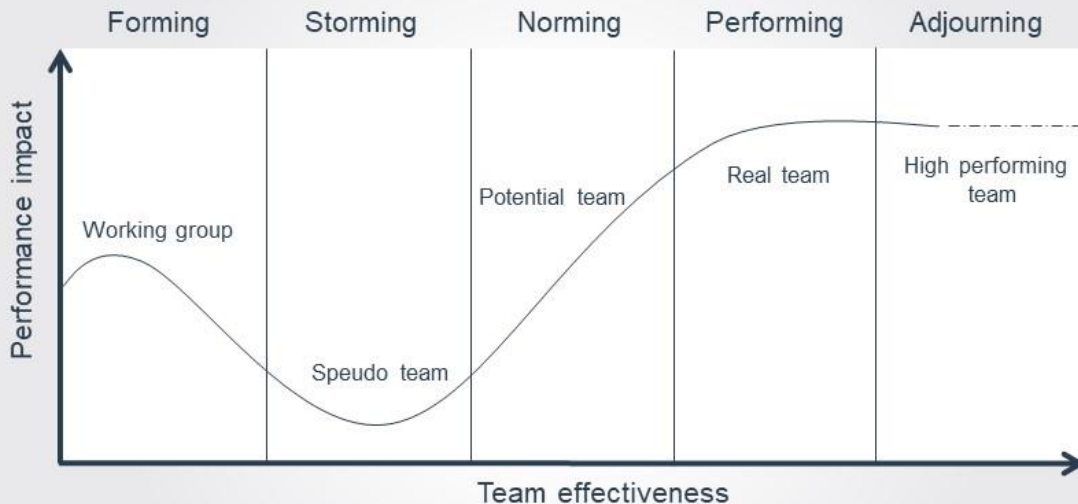 Forming Storming Norming Performing Adjourning
Performance impact
Working group
Speudo team
Potential team
Real team
High performing
team
Team effectiveness